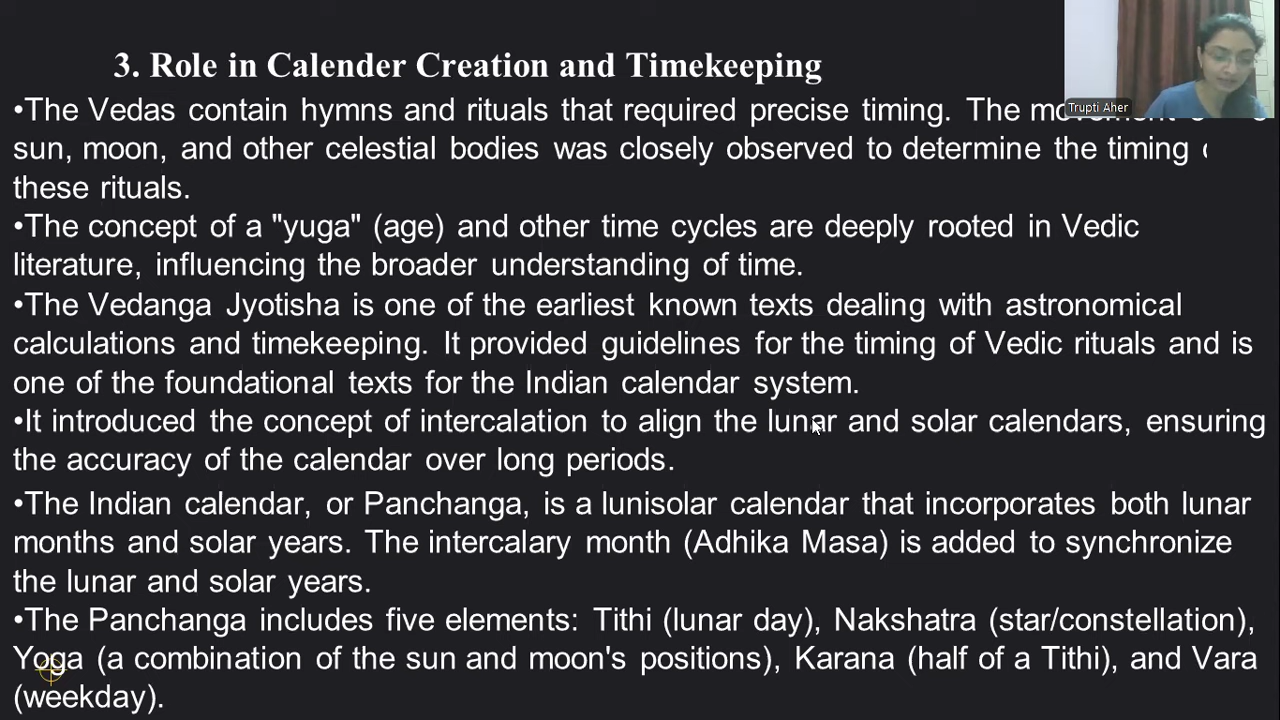 3. Role in Calender Creation and Timekeeping
•The Vedas contain hymns and rituals that required precise timing. The
Trupti Aher
sun, moon, and other celestial bodies was closely observed to determine the timing
these rituals.
•The concept of a "yuga" (age) and other time cycles are deeply rooted in Vedic
literature, influencing the broader understanding of time.
•The Vedanga Jyotisha is one of the earliest known texts dealing with astronomical
calculations and timekeeping. It provided guidelines for the timing of Vedic rituals and is
one of the foundational texts for the Indian calendar system.
•It introduced the concept of intercalation to align the lunar and solar calendars, ensuring
the accuracy of the calendar over long periods.
•The Indian calendar, or Panchanga, is a lunisolar calendar that incorporates both lunar
months and solar years. The intercalary month (Adhika Masa) is added to synchronize
the lunar and solar years.
•The Panchanga includes five elements: Tithi (lunar day), Nakshatra (star/constellation),
Yoga (a combination of the sun and moon's positions), Karana (half of a Tithi), and Vara
(weekday).